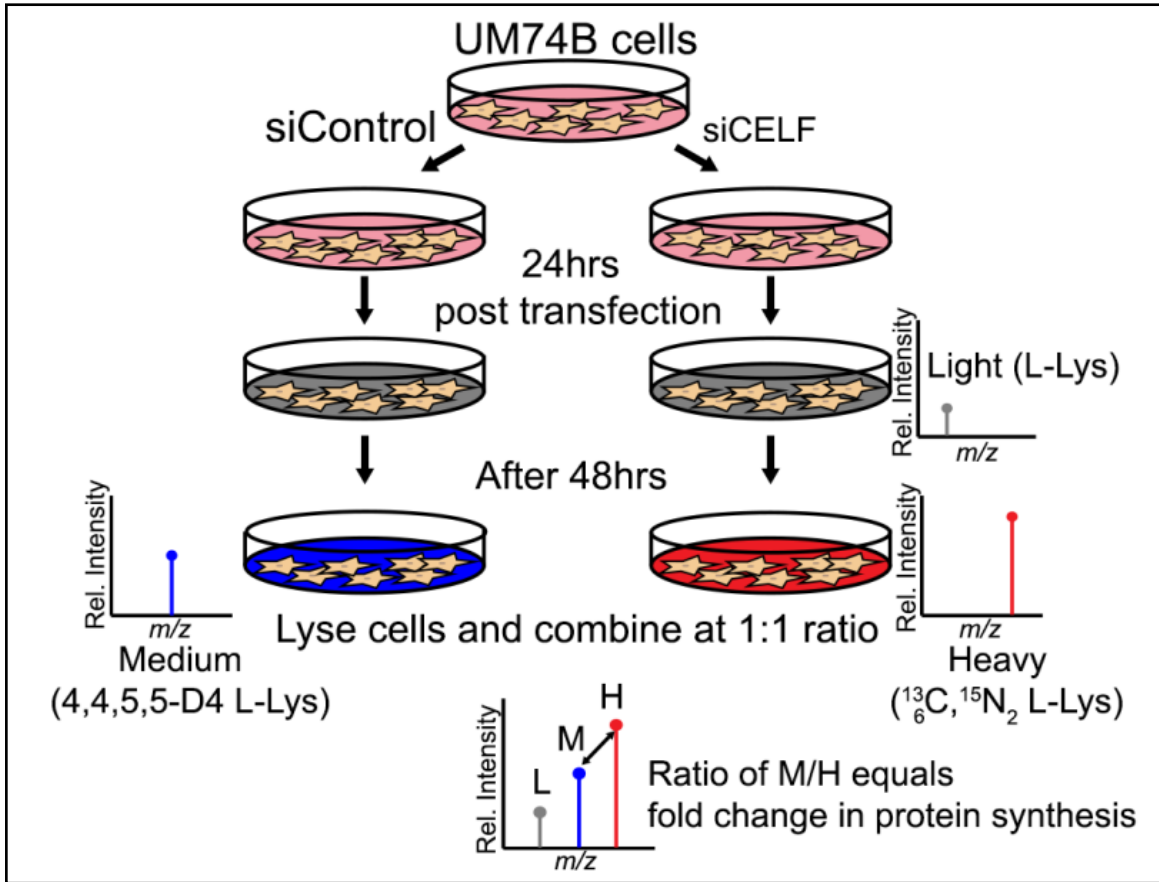 UM74B cells
siControl
siCELF
24hrs
post transfection
Rel. Intensity
Light (L-Lys)
m/z
After 48hrs
Rel. Intensity
m/z
Medium
(4,4,5,5-D4 L-Lys)
Rel. Intensity
m/z
Heavy
(¹³₆C,¹⁵N₂ L-Lys)
Lyse cells and combine at 1:1 ratio
Rel. Intensity
L
M
H
m/z
Ratio of M/H equals
fold change in protein synthesis